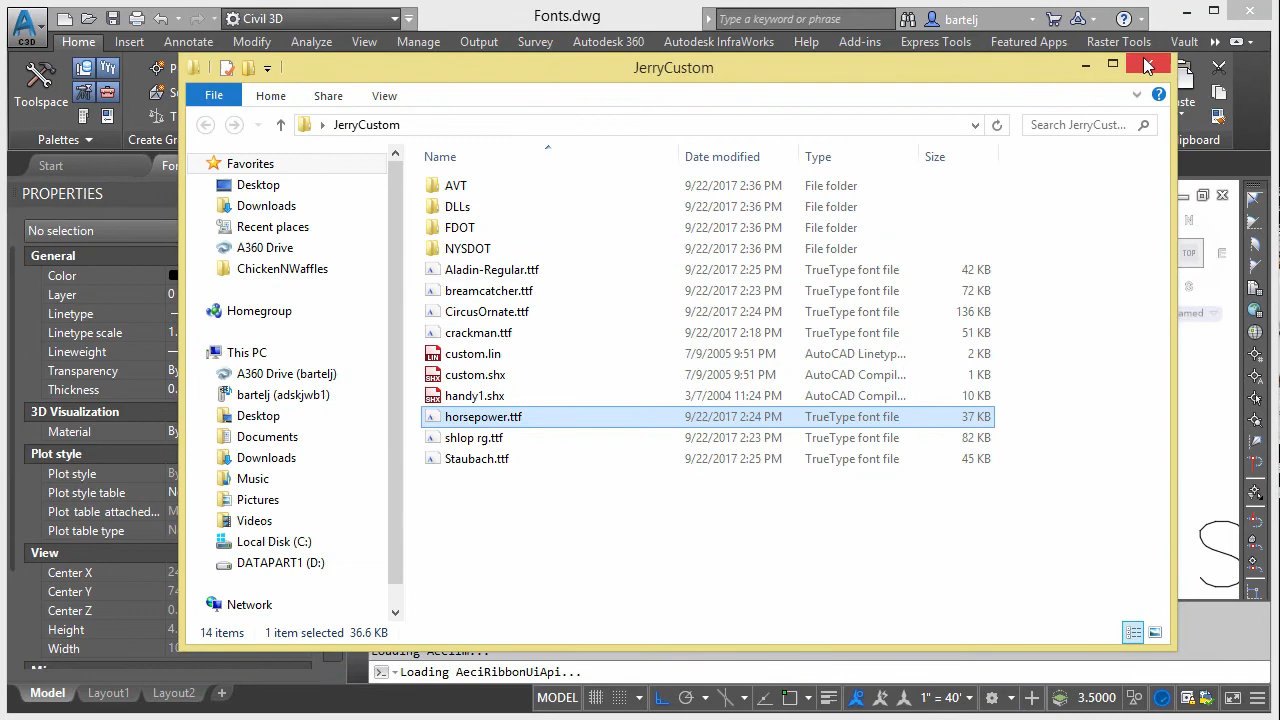 Civil 3D
Fonts.dwg
Type a keyword or phrase
bartelj
C3D
Home Insert Annotate Modify Analyze View Manage Output Survey Autodesk 360 Autodesk InfraWorks Help Add-ins Express Tools Featured Apps Raster Tools Vault
JerryCustom
Toolspace
File Home Share View
Palettes
Create Gr
JerryCustom
Search JerryCust...
Start
Name Date modified Type Size
PROPERTIES
No selection
General
Color
Layer 0
Linetype
Linetype scale 1.
Lineweight
Transparency By
Thickness 0.
3D Visualization
Material By
Plot style
Plot style By
Plot style table N
Plot table attached...
Plot table type N
View
Center X 24
Center Y 74
Center Z 0.
Height 4.
Width 10
Favorites
Desktop
Downloads
Recent places
A360 Drive
ChickenNWaffles
Homegroup
This PC
A360 Drive (bartelj)
bartelj (adskjwb1)
Desktop
Documents
Downloads
Music
Pictures
Videos
Local Disk (C:)
DATAPART1 (D:)
Network
AVT 9/22/2017 2:36 PM File folder
DLLs 9/22/2017 2:36 PM File folder
FDOT 9/22/2017 2:36 PM File folder
NYSDOT 9/22/2017 2:36 PM File folder
Aladin-Regular.ttf 9/22/2017 2:25 PM TrueType font file 42 KB
breamcatcher.ttf 9/22/2017 2:23 PM TrueType font file 72 KB
CircusOrnate.ttf 9/22/2017 2:24 PM TrueType font file 136 KB
crackman.ttf 9/22/2017 2:18 PM TrueType font file 51 KB
custom.lin 7/9/2005 9:51 PM AutoCAD Linetyp... 2 KB
custom.shx 7/9/2005 9:51 PM AutoCAD Compil... 1 KB
handy1.shx 3/7/2004 11:24 PM AutoCAD Compil... 10 KB
horsepower.ttf 9/22/2017 2:24 PM TrueType font file 37 KB
shlop rg.ttf 9/22/2017 2:23 PM TrueType font file 82 KB
Staubach.ttf 9/22/2017 2:25 PM TrueType font file 45 KB
14 items 1 item selected 36.6 KB
TOP
S
amed
S
Loading AeciRibbonUiApi...
Model Layout1 Layout2 +
MODEL 1" = 40' 3.5000